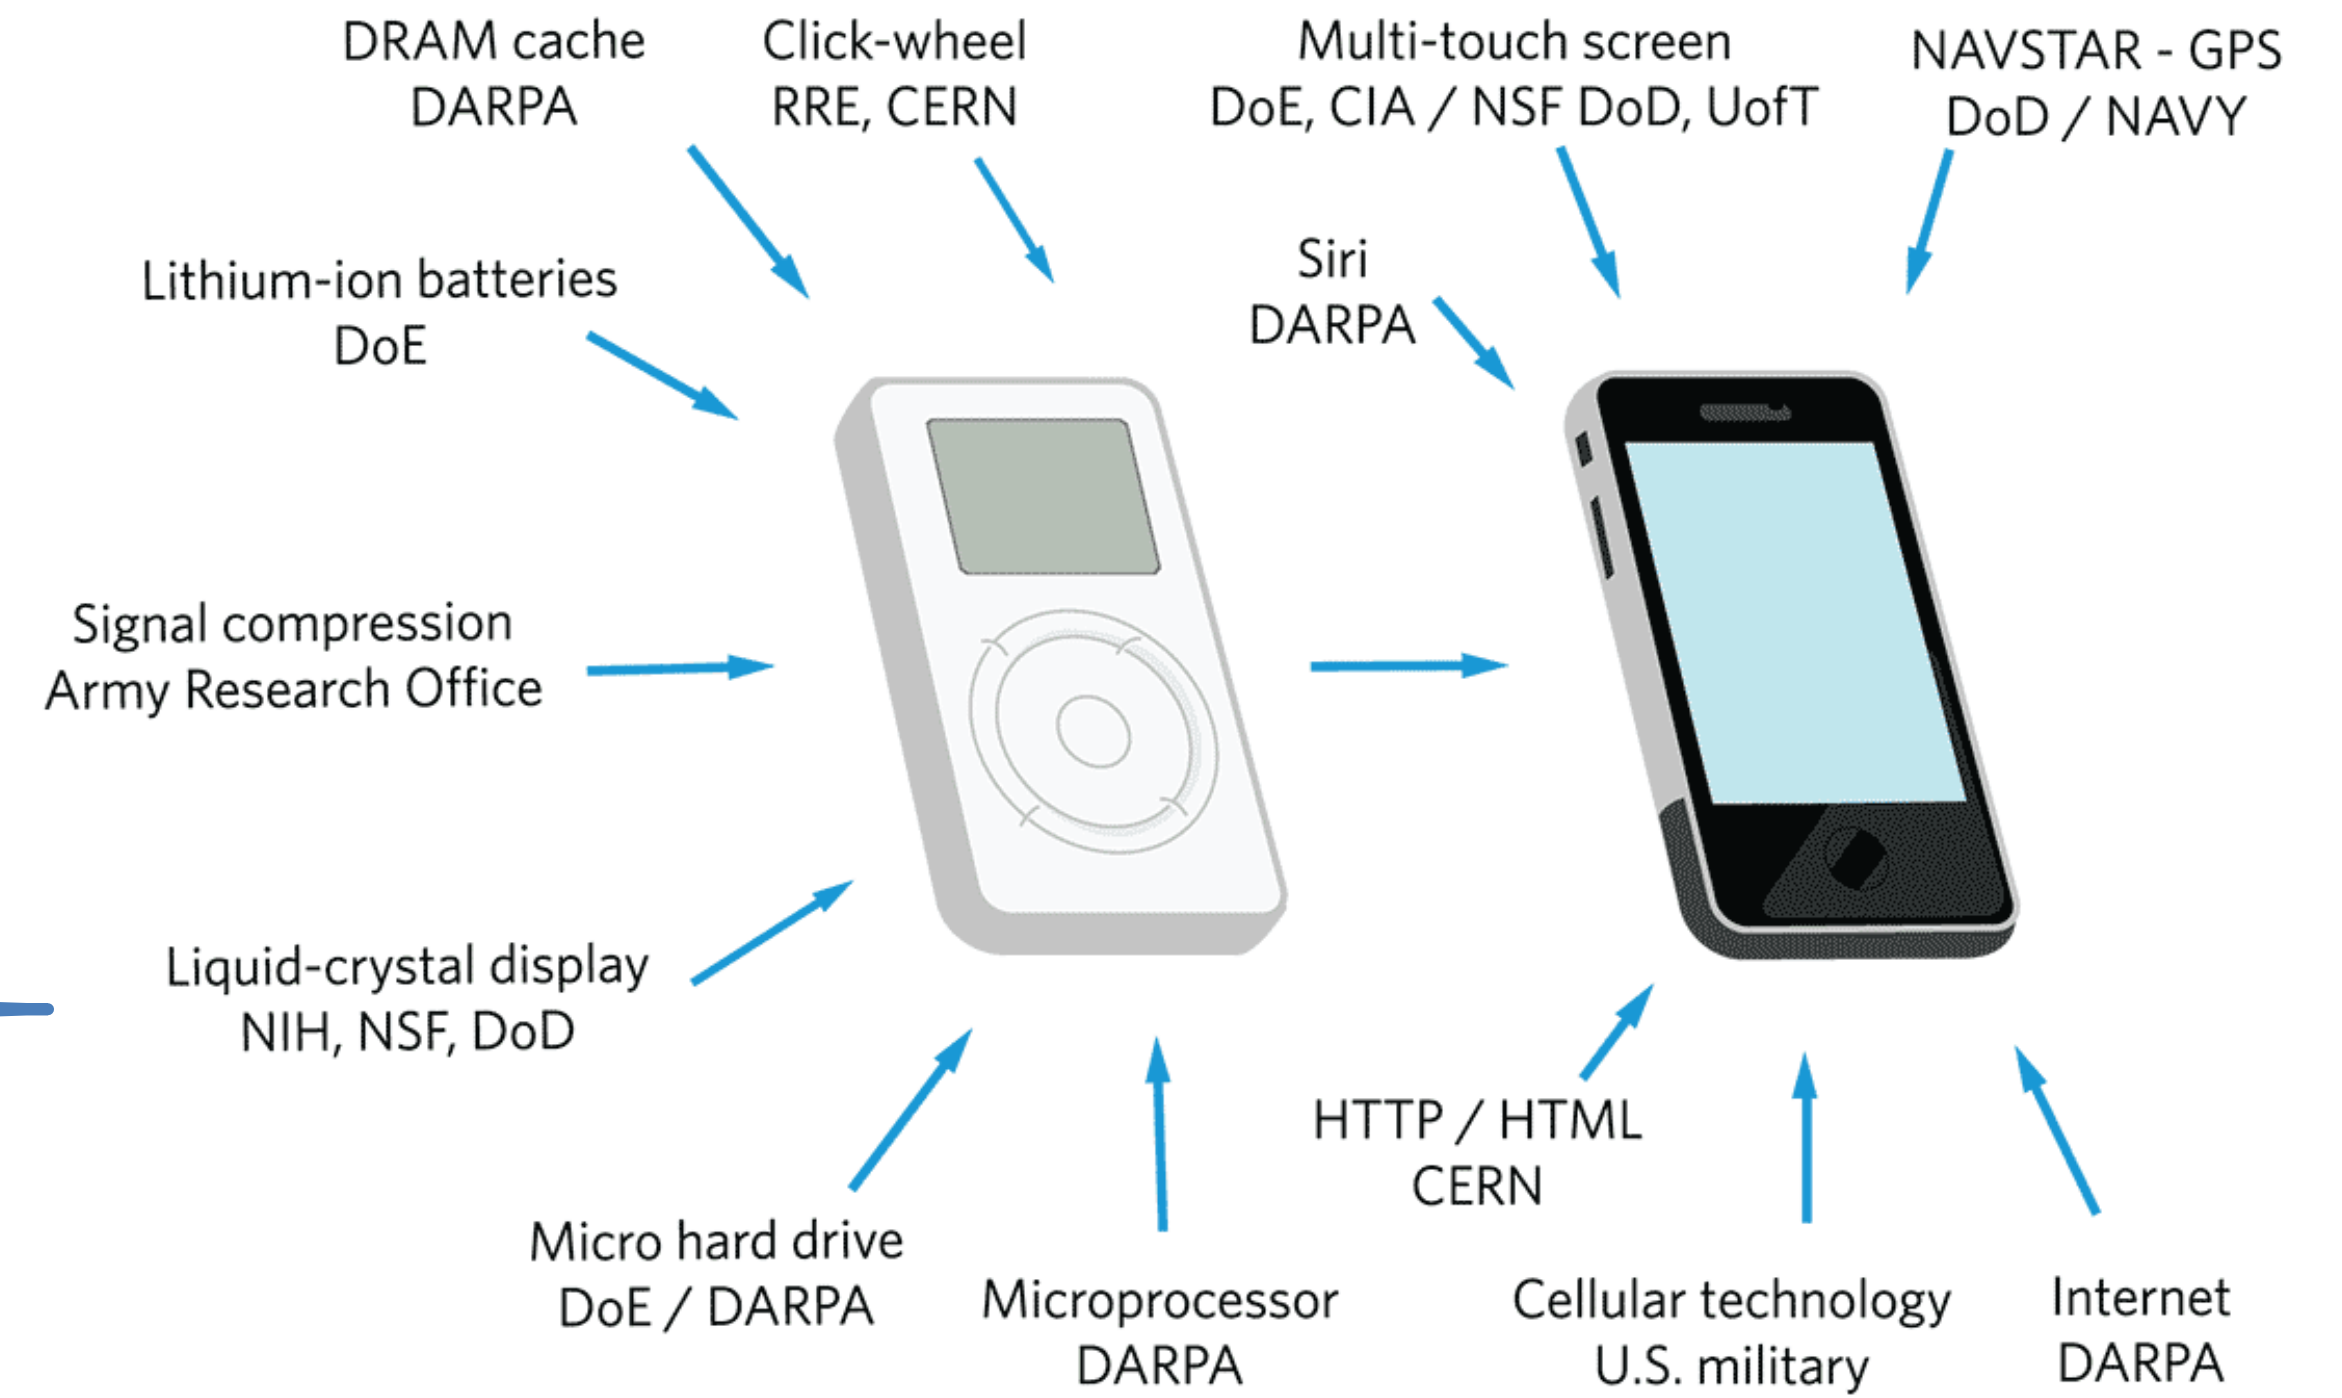 DRAM cache
DARPA
Click-wheel
RRE, CERN
Multi-touch screen
DoE, CIA / NSF DoD, UofT
NAVSTAR - GPS
DoD / NAVY
Lithium-ion batteries
DoE
Siri
DARPA
Signal compression
Army Research Office
Liquid-crystal display
NIH, NSF, DoD
Micro hard drive
DoE / DARPA
Microprocessor
DARPA
HTTP / HTML
CERN
Cellular technology
U.S. military
Internet
DARPA